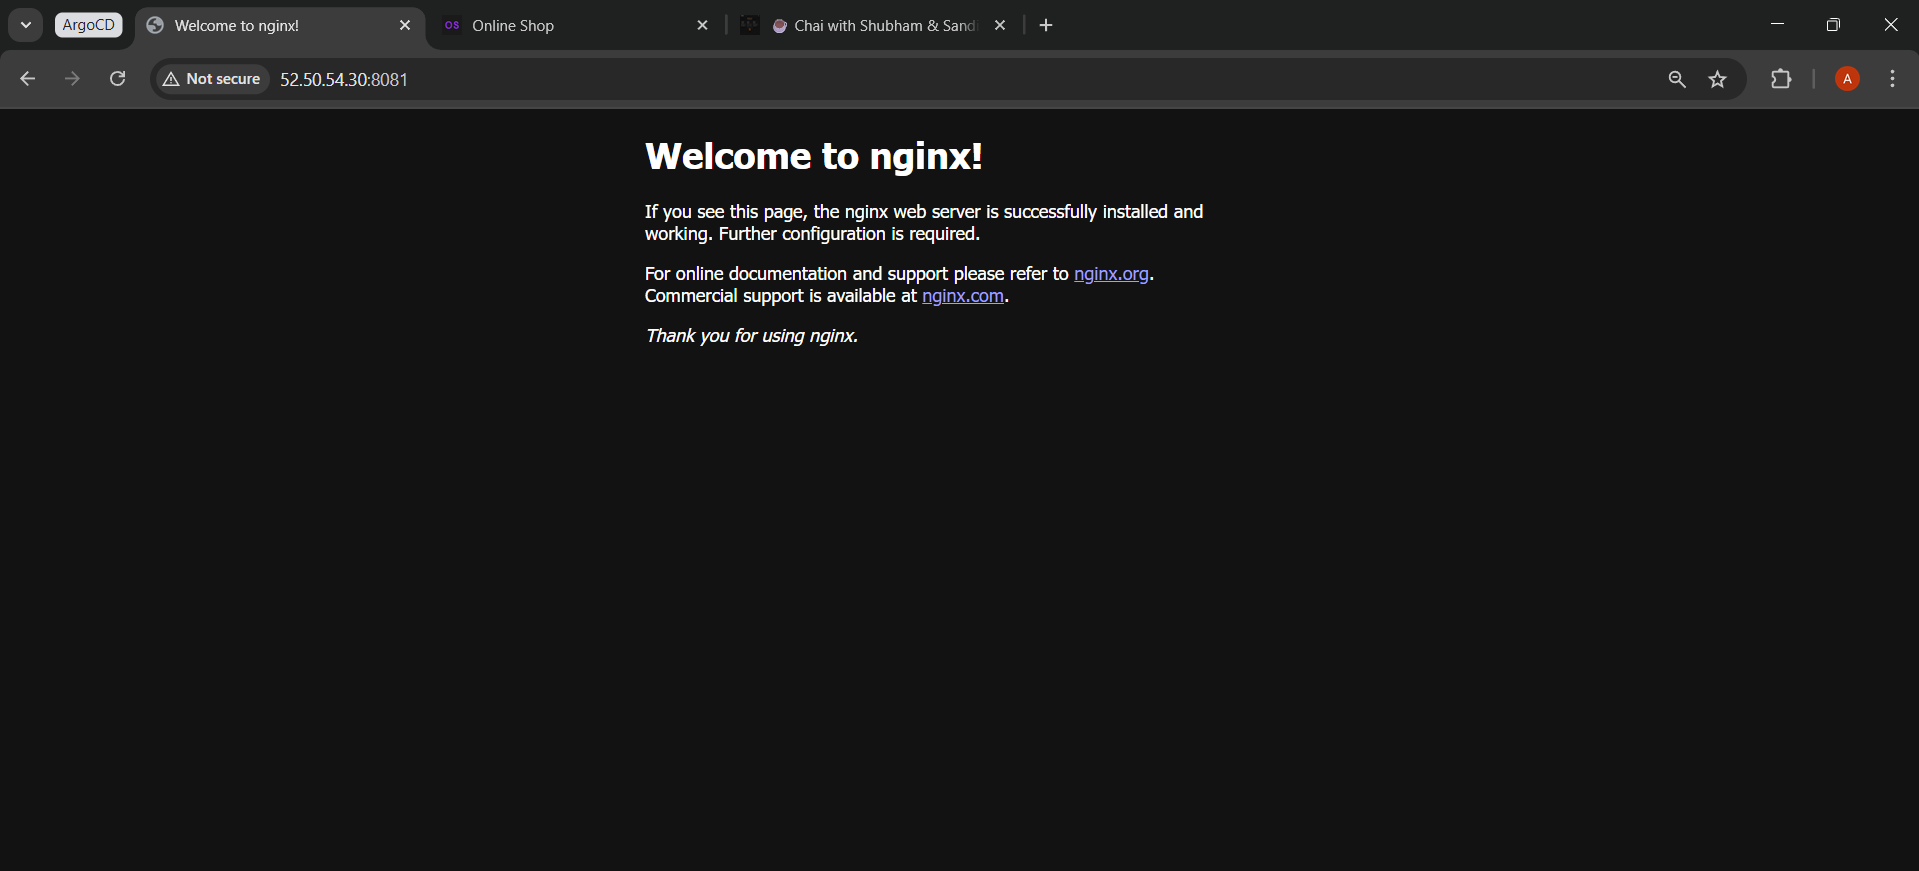 ArgoCD
Welcome to nginx!
OS Online Shop
Chai with Shubham & Sandi
Not secure
52.50.54.30:8081
A
Welcome to nginx!
If you see this page, the nginx web server is successfully installed and
working. Further configuration is required.
For online documentation and support please refer to nginx.org.
Commercial support is available at nginx.com.
Thank you for using nginx.